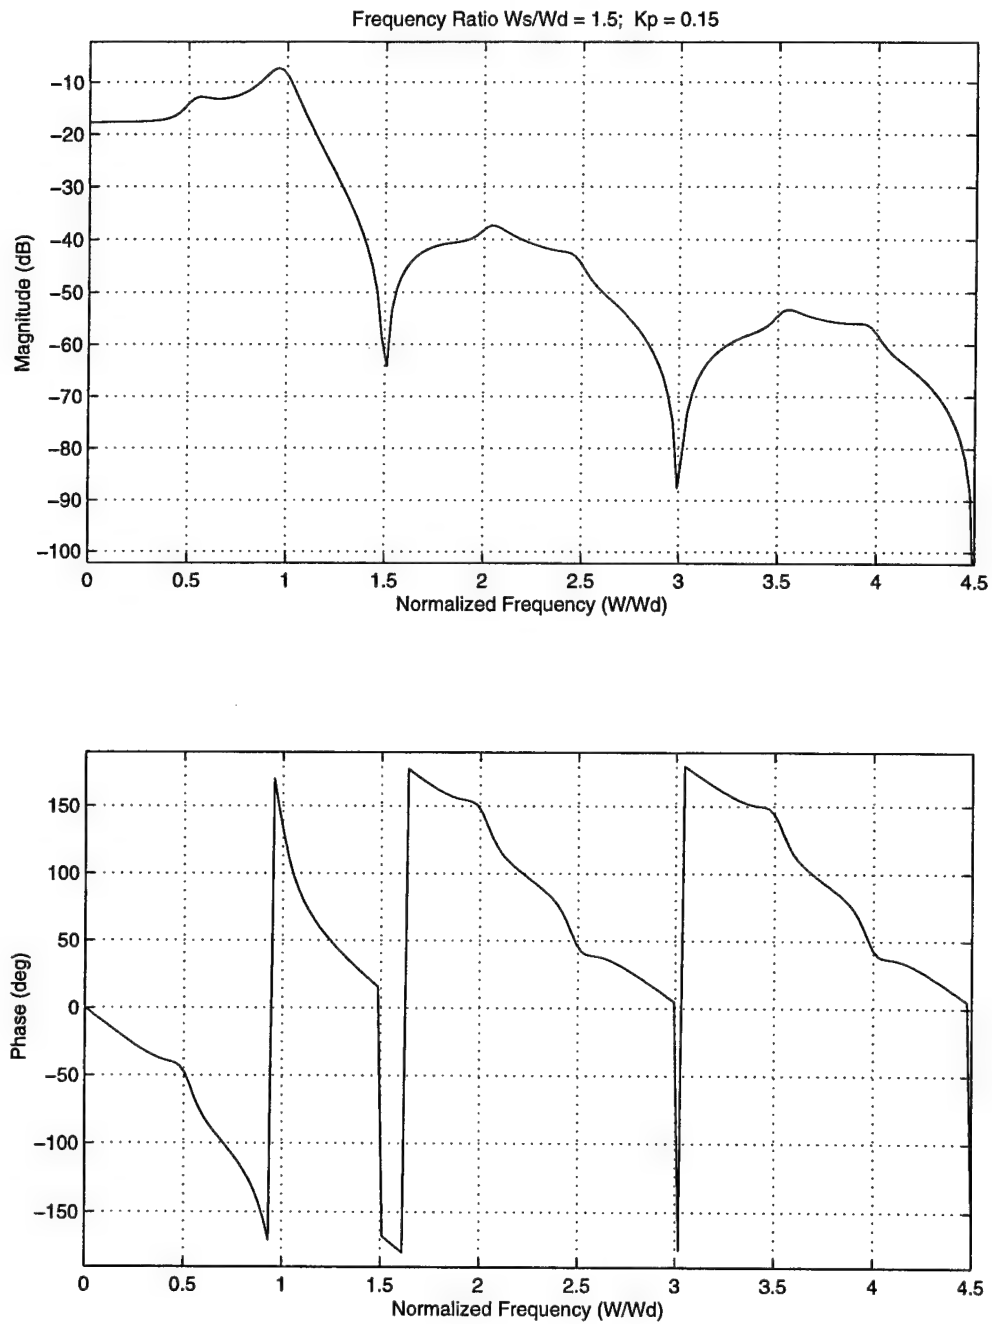 Frequency Ratio Ws/Wd = 1.5; Kp = 0.15
Magnitude (dB)
−10
−20
−30
−40
−50
−60
−70
−80
−90
−100
0 0.5 1 1.5 2 2.5 3 3.5 4 4.5
Normalized Frequency (W/Wd)
Phase (deg)
150
100
50
0
−50
−100
−150
0 0.5 1 1.5 2 2.5 3 3.5 4 4.5
Normalized Frequency (W/Wd)